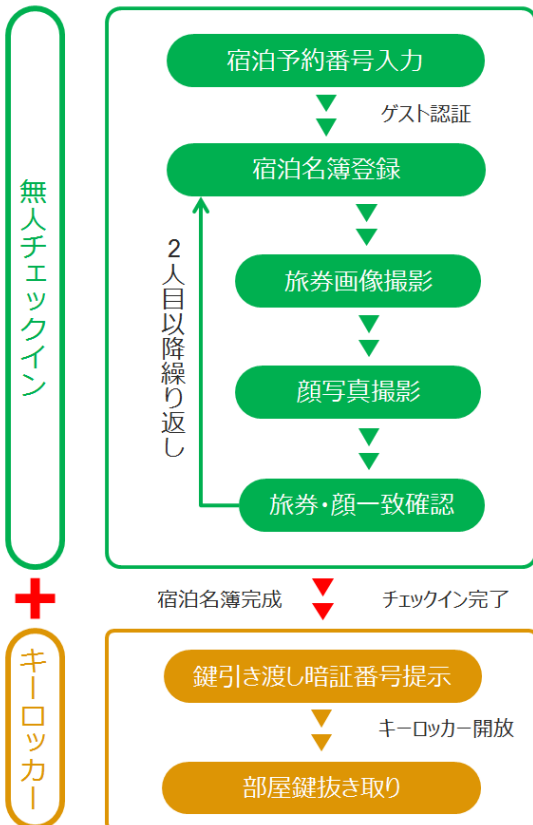 無人チェックイン
宿泊予約番号入力
ゲスト認証
宿泊名簿登録
旅券画像撮影
顔写真撮影
旅券・顔一致確認
2人目以降繰り返し
宿泊名簿完成
チェックイン完了
キーロッカー
鍵引き渡し暗証番号提示
キーロッカー開放
部屋鍵抜き取り